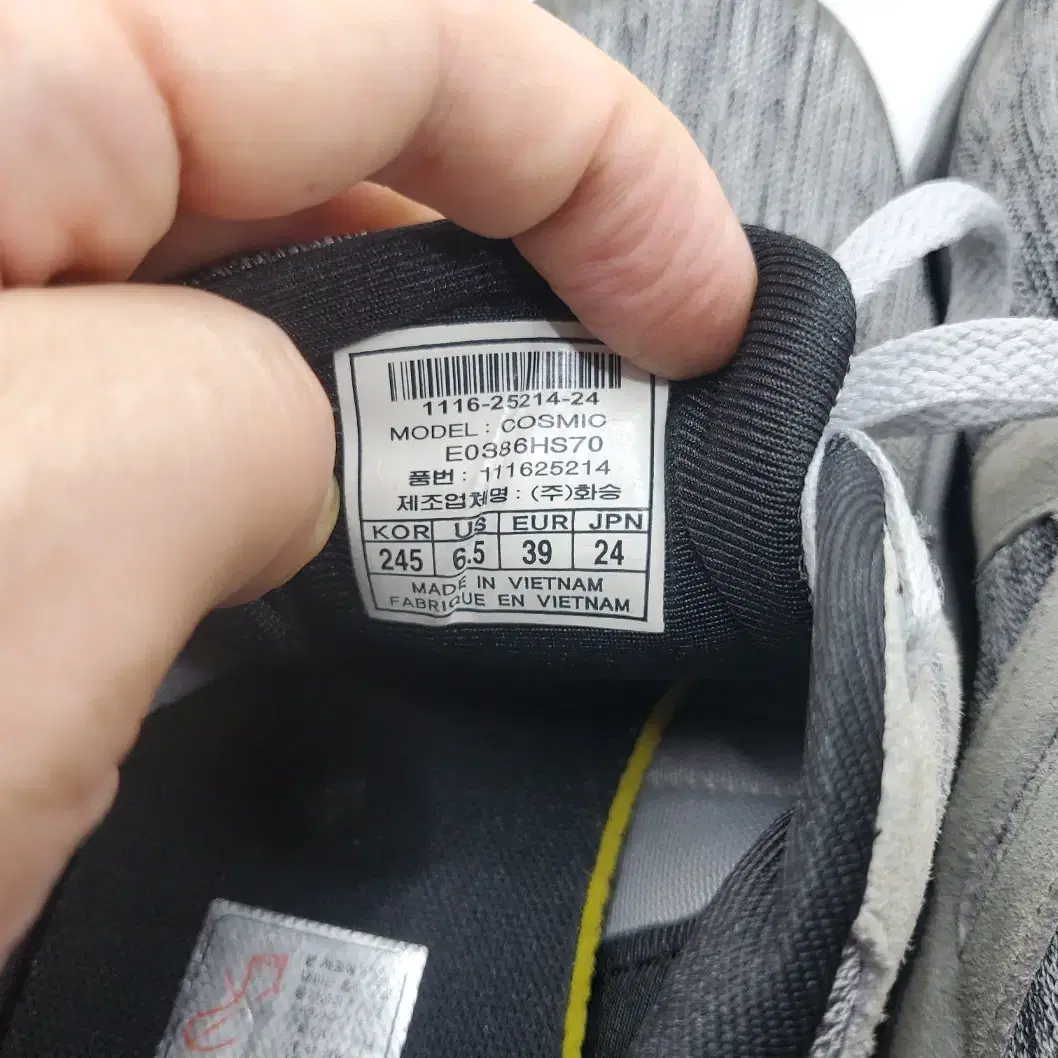 1116-25214-24
MODEL : COSMIC
E0386HS70
품번 : 111625214
제조업체명 : (주)화승
KOR US EUR JPN
245 6.5 39 24
MADE IN VIETNAM
FABRIQUE EN VIETNAM